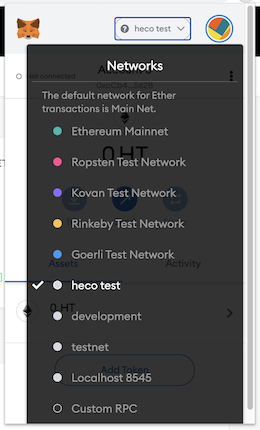 heco test
Networks
Not connected
The default network for Ether
transactions is Main Net.
Ethereum Mainnet
0 HT
Ropsten Test Network
Kovan Test Network
Rinkeby Test Network
Goerli Test Network
Assets
Activity
heco test
0 HT
development
testnet
Add Token
Localhost 8545
Custom RPC